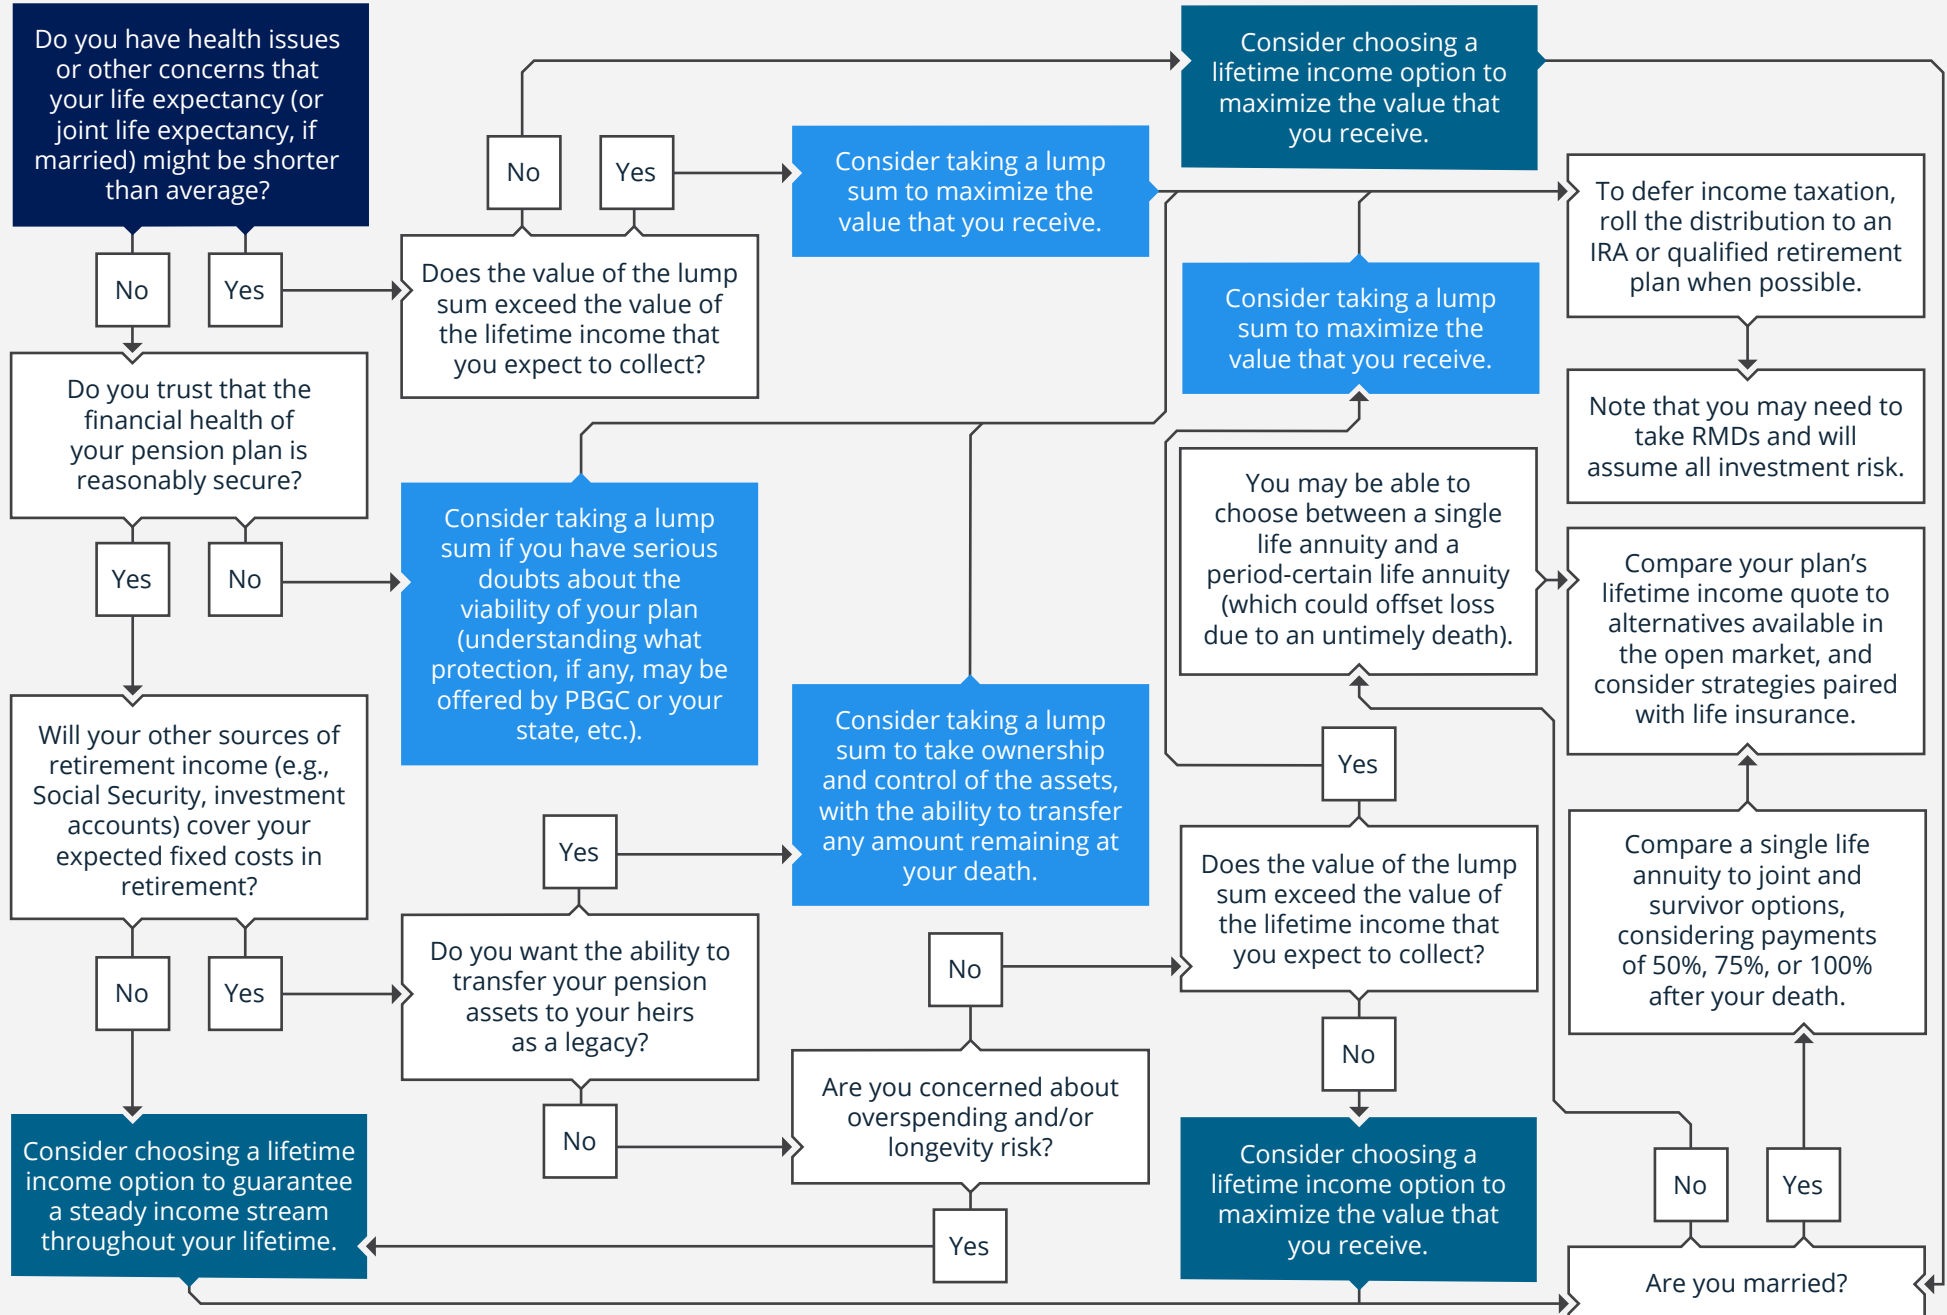 Do you have health issues
or other concerns that
your life expectancy (or
joint life expectancy, if
married) might be shorter
than average?
No
Yes
Does the value of the lump
sum exceed the value of
the lifetime income that
you expect to collect?
No
Yes
Consider taking a lump
sum to maximize the
value that you receive.
Consider choosing a
lifetime income option to
maximize the value that
you receive.
To defer income taxation,
roll the distribution to an
IRA or qualified retirement
plan when possible.
Note that you may need to
take RMDs and will
assume all investment risk.
Do you trust that the
financial health of
your pension plan is
reasonably secure?
Yes
No
Consider taking a lump
sum if you have serious
doubts about the
viability of your plan
(understanding what
protection, if any, may be
offered by PBGC or your
state, etc.).
Will your other sources of
retirement income (e.g.,
Social Security, investment
accounts) cover your
expected fixed costs in
retirement?
No
Yes
Do you want the ability to
transfer your pension
assets to your heirs
as a legacy?
Yes
No
Consider taking a lump
sum to take ownership
and control of the assets,
with the ability to transfer
any amount remaining at
your death.
Are you concerned about
overspending and/or
longevity risk?
No
Yes
Consider choosing a lifetime
income option to guarantee
a steady income stream
throughout your lifetime.
Does the value of the lump
sum exceed the value of
the lifetime income that
you expect to collect?
Yes
No
Consider taking a lump
sum to maximize the
value that you receive.
Consider choosing a
lifetime income option to
maximize the value that
you receive.
Are you married?
No
Yes
You may be able to
choose between a single
life annuity and a
period-certain life annuity
(which could offset loss
due to an untimely death).
Compare a single life
annuity to joint and
survivor options,
considering payments
of 50%, 75%, or 100%
after your death.
Compare your plan’s
lifetime income quote to
alternatives available in
the open market, and
consider strategies paired
with life insurance.